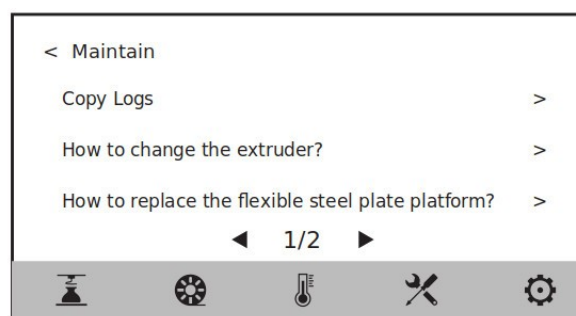 < Maintain
Copy Logs >
How to change the extruder? >
How to replace the flexible steel plate platform? >
◀ 1/2 ▶